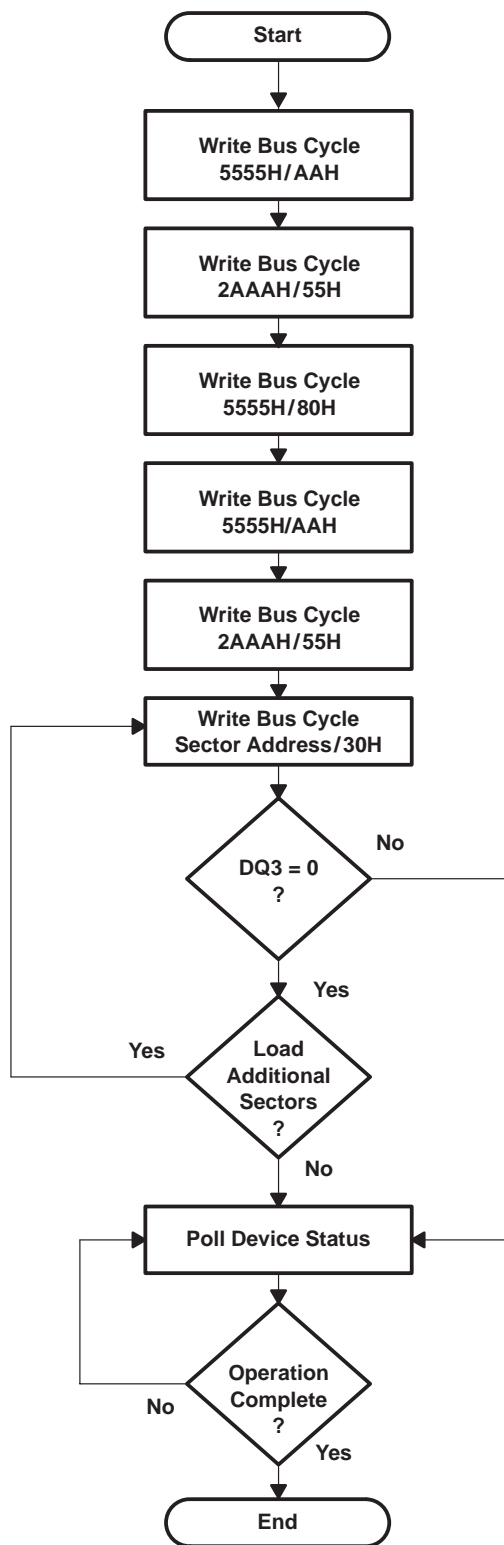 Start
Write Bus Cycle
5555H/AAH
Write Bus Cycle
2AAAH/55H
Write Bus Cycle
5555H/80H
Write Bus Cycle
5555H/AAH
Write Bus Cycle
2AAAH/55H
Write Bus Cycle
Sector Address/30H
No
DQ3 = 0
?
Yes
Yes
Load
Additional
Sectors
?
No
Poll Device Status
Operation
Complete
?
No
Yes
End